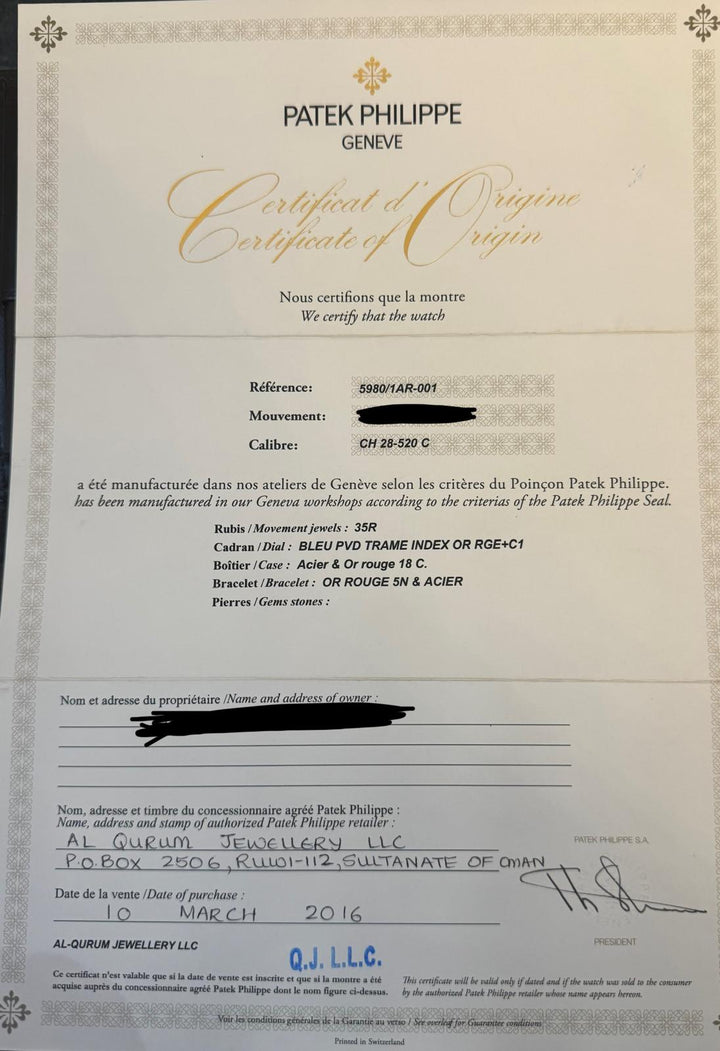 PATEK PHILIPPE
GENEVE
Certificat d'Origine
Certificate of Origin
Nous certifions que la montre
We certify that the watch
Référence: 5980/1AR-001
Mouvement:
Calibre: CH 28-520 C
a été manufacturée dans nos ateliers de Genève selon les critères du Poinçon Patek Philippe.
has been manufactured in our Geneva workshops according to the criterias of the Patek Philippe Seal.
Rubis / Movement jewels : 35R
Cadran / Dial : BLEU PVD TRAME INDEX OR RGE+C1
Boîtier / Case : Acier & Or rouge 18 C.
Bracelet / Bracelet : OR ROUGE 5N & ACIER
Pierres / Gems stones :
Nom et adresse du propriétaire / Name and address of owner :
Nom, adresse et timbre du concessionnaire agréé Patek Philippe :
Name, address and stamp of authorized Patek Philippe retailer :
AL QURUM JEWELLERY LLC
P.O.BOX 2506, RUWI-112, SULTANATE OF OMAN
PATEK PHILIPPE S.A.
Date de la vente / Date of purchase :
10 MARCH 2016
PRESIDENT
AL-QURUM JEWELLERY LLC
Q.J. L.L.C.
Ce certificat n'est valable que si la date de vente est inscrite et que si la montre a été
acquise auprès du concessionnaire agréé Patek Philippe dont le nom figure ci-dessus.
This certificate will be valid only if dated and if the watch was sold to the consumer
by the authorized Patek Philippe retailer whose name appears hereon.
Voir les conditions générales de la Garantie au verso / See overleaf for Guarantee conditions
Printed in Switzerland